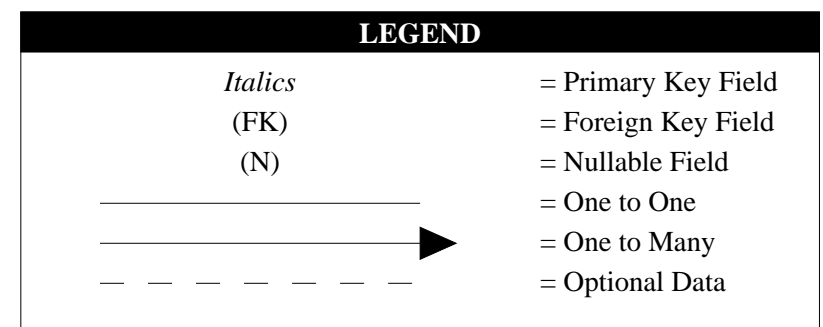 LEGEND
Italics = Primary Key Field
(FK) = Foreign Key Field
(N) = Nullable Field
= One to One
= One to Many
= Optional Data